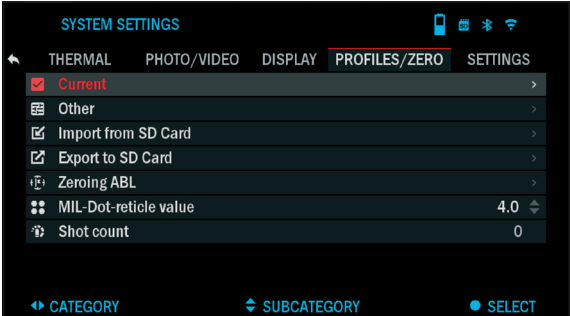 SYSTEM SETTINGS
THERMAL PHOTO/VIDEO DISPLAY PROFILES/ZERO SETTINGS
Current
Other
Import from SD Card
Export to SD Card
Zeroing ABL
MIL-Dot-reticle value 4.0
Shot count 0
CATEGORY SUBCATEGORY SELECT